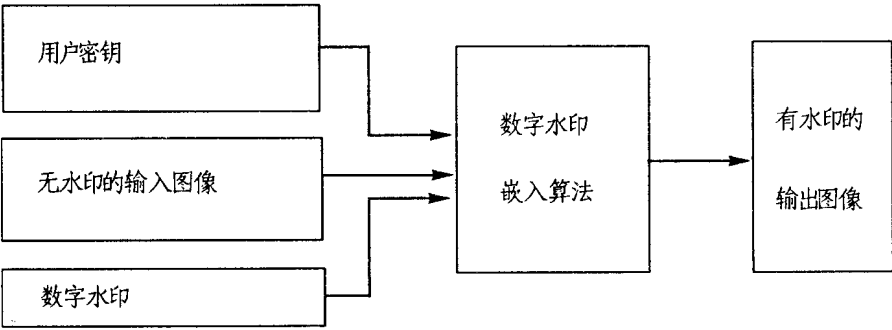 用户密钥
无水印的输入图像
数字水印
数字水印
嵌入算法
有水印的
输出图像